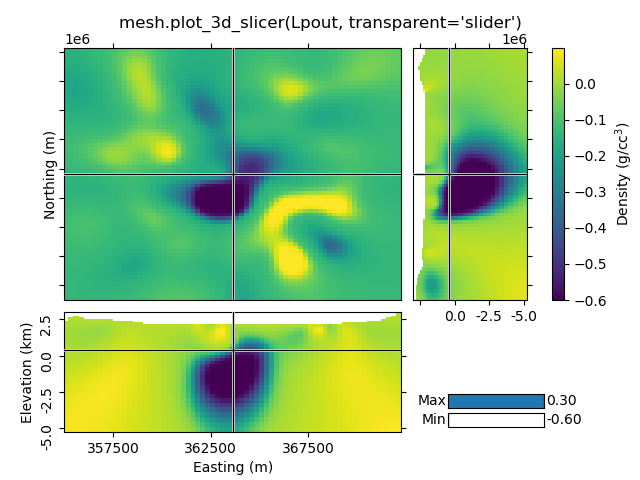 mesh.plot_3d_slicer(Lpout, transparent='slider')
1e6
1e6
Northing (m)
0.0
-0.1
-0.2
-0.3
-0.4
-0.5
-0.6
Density (g/cc³)
0.0 -2.5 -5.0
2.5
0.0
-2.5
-5.0
Elevation (km)
357500 362500 367500
Easting (m)
Max 0.30
Min -0.60